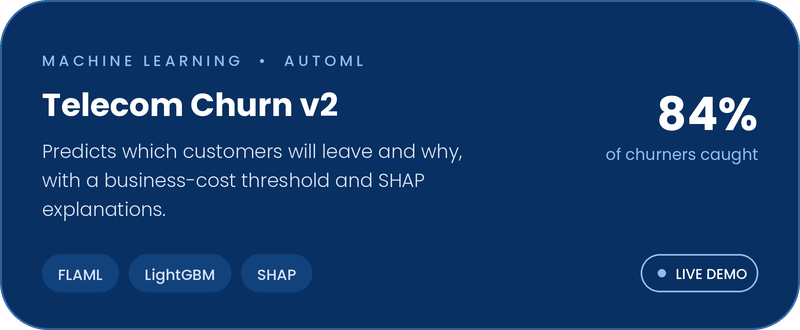 MACHINE LEARNING • AUTOML
Telecom Churn v2
84%
of churners caught
Predicts which customers will leave and why,
with a business-cost threshold and SHAP
explanations.
FLAML
LightGBM
SHAP
LIVE DEMO